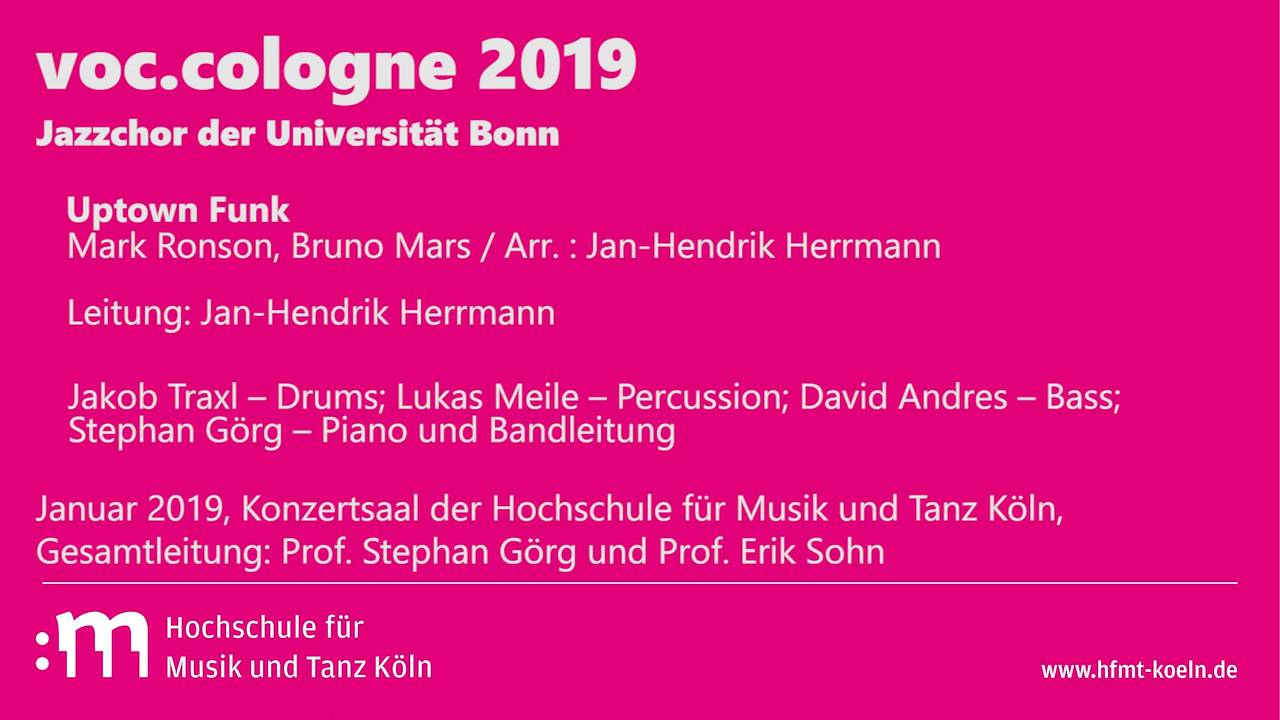 voc.cologne 2019
Jazzchor der Universität Bonn
Uptown Funk
Mark Ronson, Bruno Mars / Arr. : Jan-Hendrik Herrmann
Leitung: Jan-Hendrik Herrmann
Jakob Traxl – Drums; Lukas Meile – Percussion; David Andres – Bass;
Stephan Görg – Piano und Bandleitung
Januar 2019, Konzertsaal der Hochschule für Musik und Tanz Köln,
Gesamtleitung: Prof. Stephan Görg und Prof. Erik Sohn
:m Hochschule für
Musik und Tanz Köln
www.hfmt-koeln.de